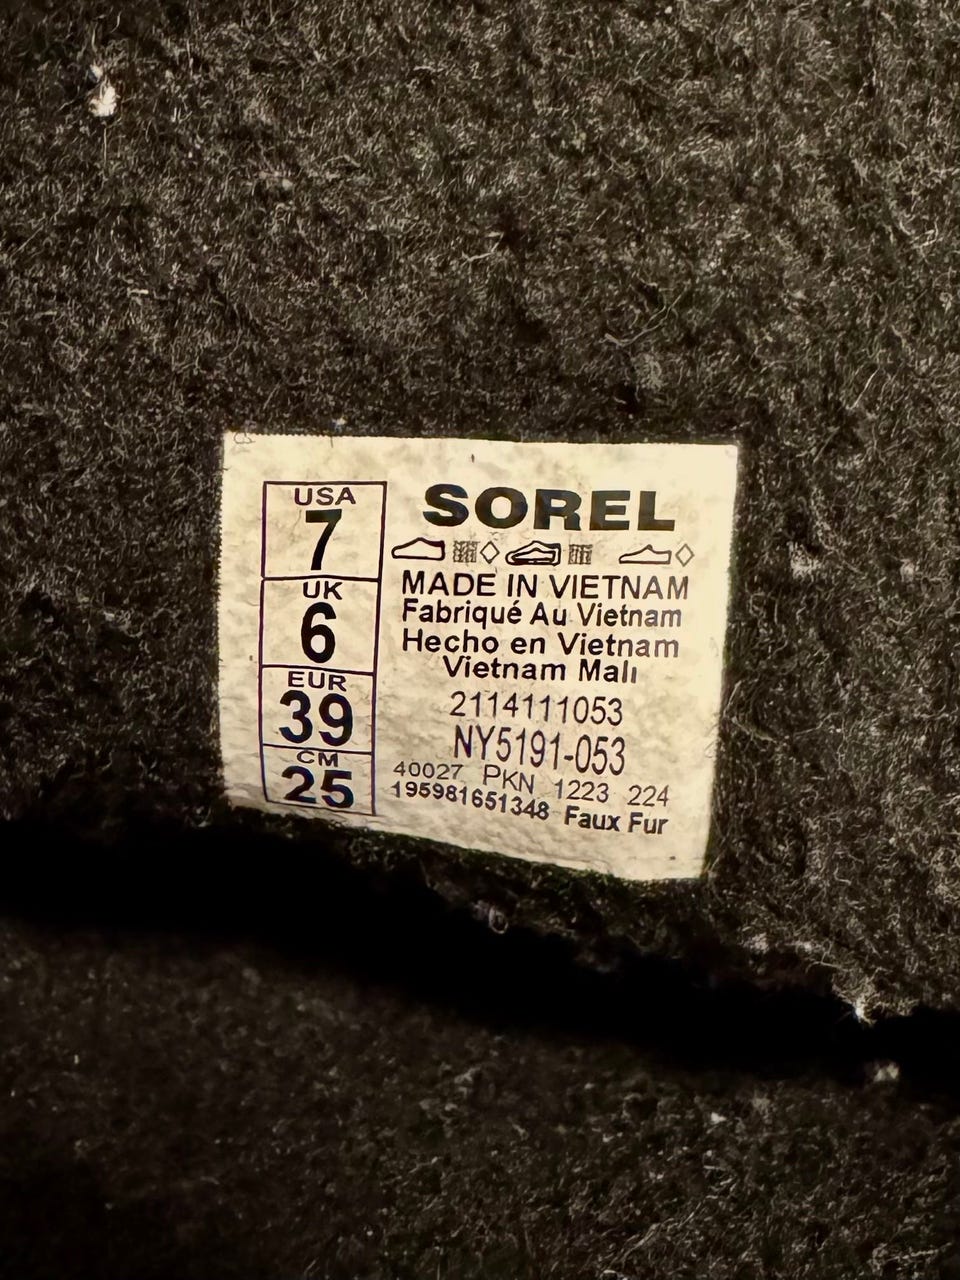 USA
7
UK
6
EUR
39
CM
25
SOREL
MADE IN VIETNAM
Fabriqué Au Vietnam
Hecho en Vietnam
Vietnam Malı
2114111053
NY5191-053
40027 PKN 1223 224
195981651348 Faux Fur